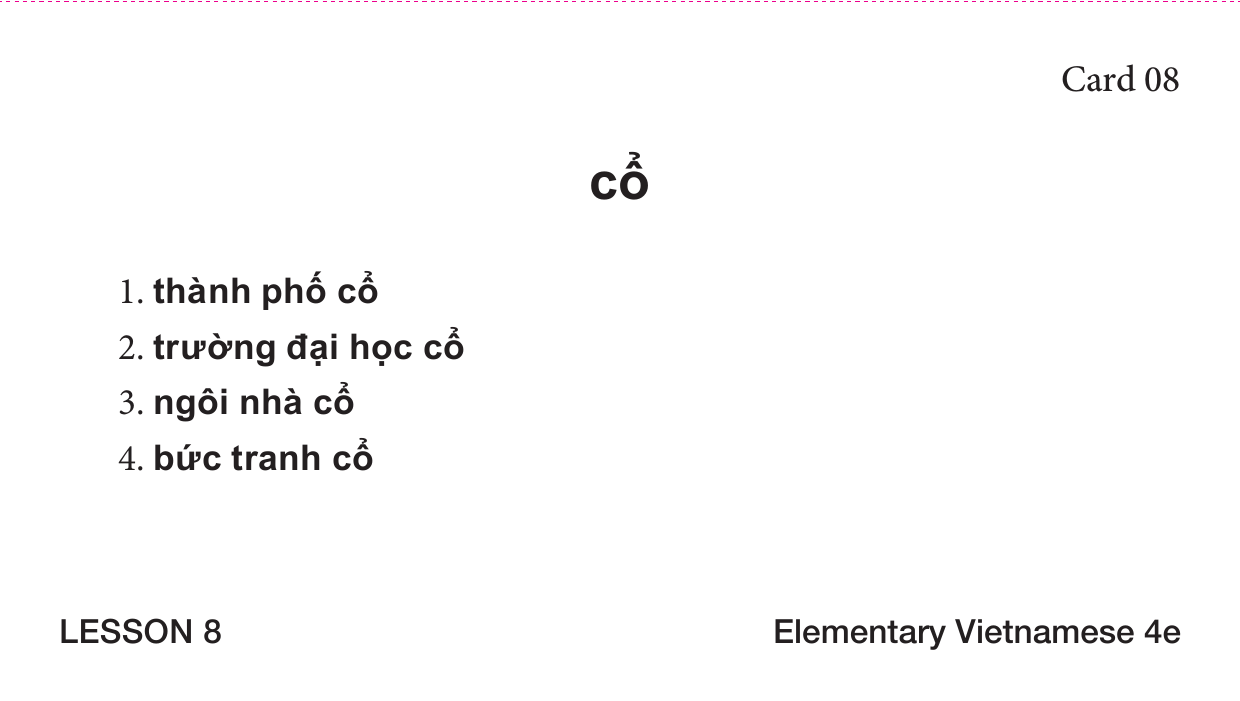 Card 08
cổ
1. thành phố cổ
2. trường đại học cổ
3. ngôi nhà cổ
4. bức tranh cổ
LESSON 8
Elementary Vietnamese 4e